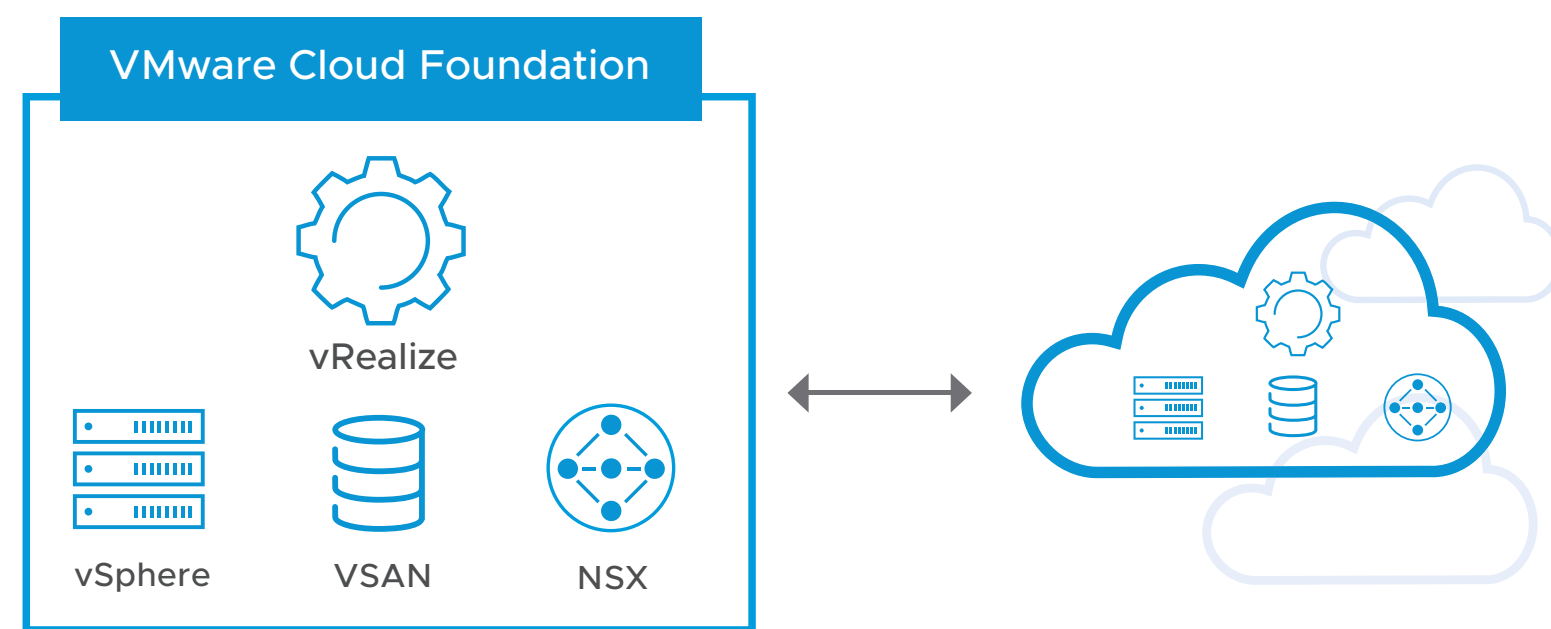 VMware Cloud Foundation
vRealize
vSphere
VSAN
NSX